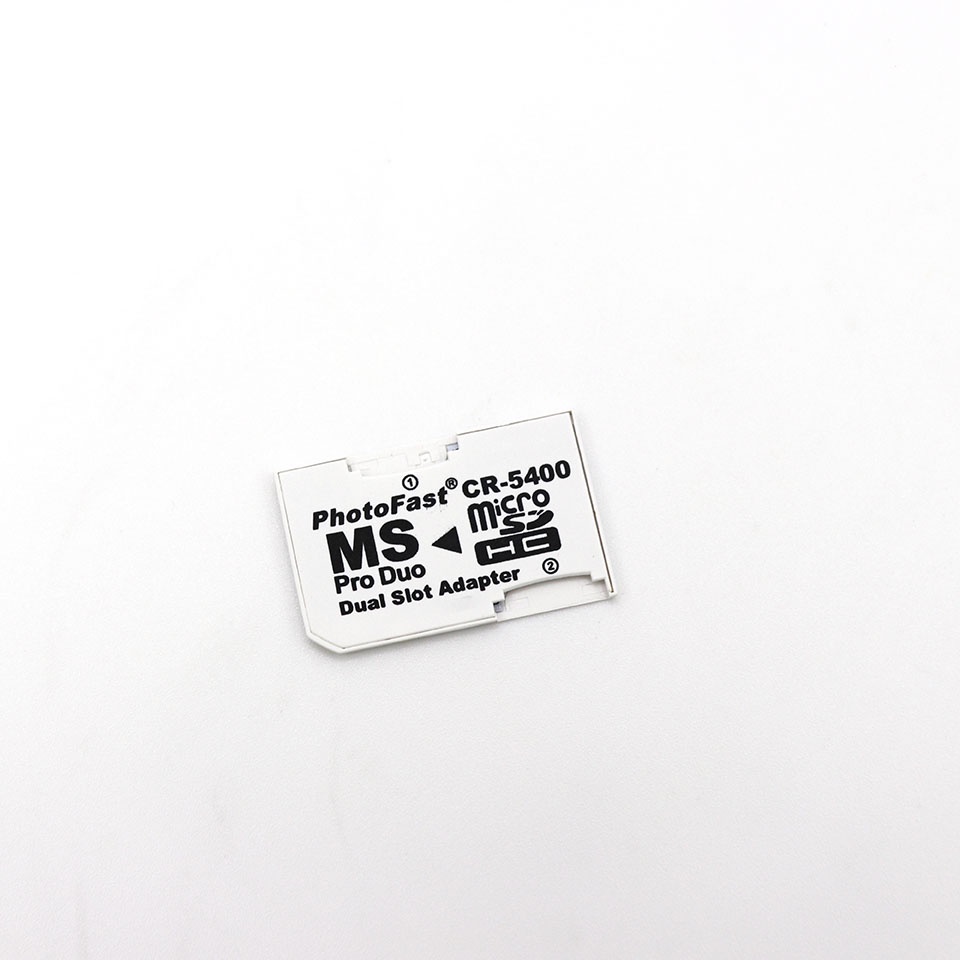 ①
PhotoFast® CR-5400
MS ◀ micro
SD
HC
Pro Duo
Dual Slot Adapter ②